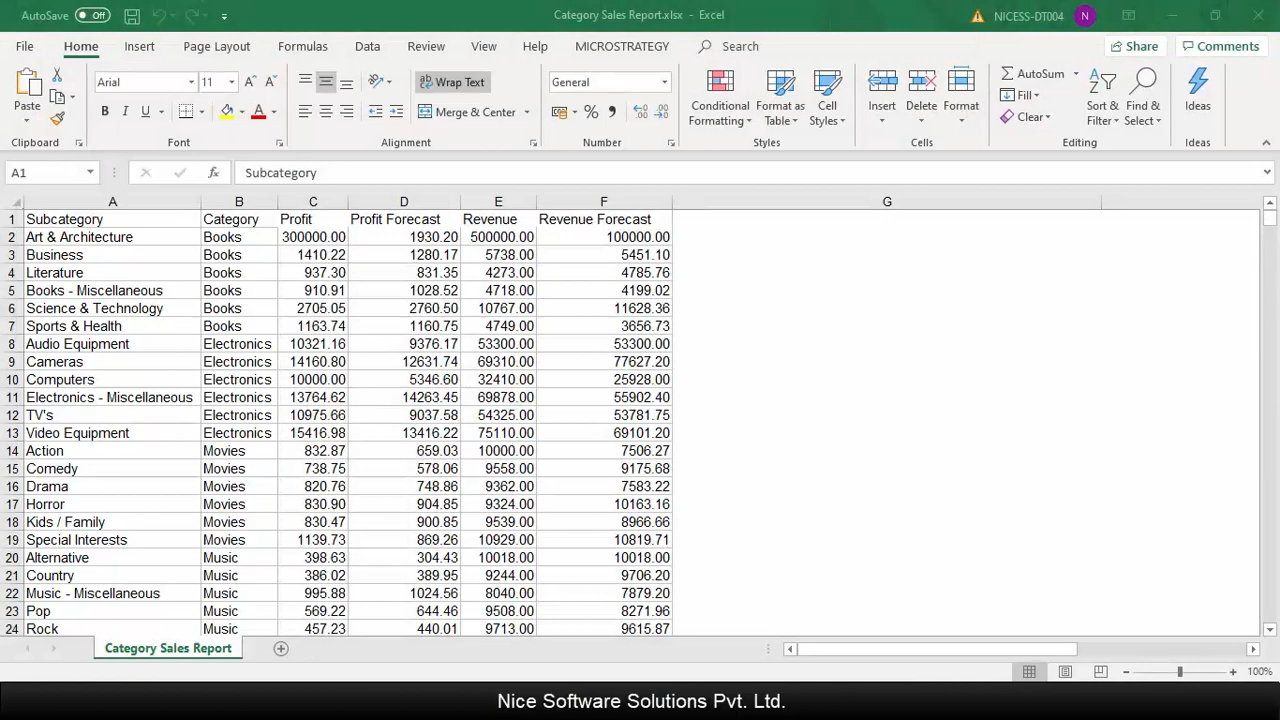 AutoSave Off Category Sales Report.xlsx - Excel NICESS-DT004 N
File Home Insert Page Layout Formulas Data Review View Help MICROSTRATEGY Search Share Comments
Paste Arial 11 Wrap Text General Conditional Formatting Format as Table Cell Styles Insert Delete Format AutoSum Sort & Filter Find & Select Ideas
B I U Merge & Center % Fill Clear
Clipboard Font Alignment Number Styles Cells Editing Ideas
A1 fx Subcategory
A B C D E F G
1 Subcategory Category Profit Profit Forecast Revenue Revenue Forecast
2 Art & Architecture Books 300000.00 1930.20 500000.00 100000.00
3 Business Books 1410.22 1280.17 5738.00 5451.10
4 Literature Books 937.30 831.35 4273.00 4785.76
5 Books - Miscellaneous Books 910.91 1028.52 4718.00 4199.02
6 Science & Technology Books 2705.05 2760.50 10767.00 11628.36
7 Sports & Health Books 1163.74 1160.75 4749.00 3656.73
8 Audio Equipment Electronics 10321.16 9376.17 53300.00 53300.00
9 Cameras Electronics 14160.80 12631.74 69310.00 77627.20
10 Computers Electronics 10000.00 5346.60 32410.00 25928.00
11 Electronics - Miscellaneous Electronics 13764.62 14263.45 69878.00 55902.40
12 TV's Electronics 10975.66 9037.58 54325.00 53781.75
13 Video Equipment Electronics 15416.98 13416.22 75110.00 69101.20
14 Action Movies 832.87 659.03 10000.00 7506.27
15 Comedy Movies 738.75 578.06 9558.00 9175.68
16 Drama Movies 820.76 748.86 9362.00 7583.22
17 Horror Movies 830.90 904.85 9324.00 10163.16
18 Kids / Family Movies 830.47 900.85 9539.00 8966.66
19 Special Interests Movies 1139.73 869.26 10929.00 10819.71
20 Alternative Music 398.63 304.43 10018.00 10018.00
21 Country Music 386.02 389.95 9244.00 9706.20
22 Music - Miscellaneous Music 995.88 1024.56 8040.00 7879.20
23 Pop Music 569.22 644.46 9508.00 8271.96
24 Rock Music 457.23 440.01 9713.00 9615.87
Category Sales Report
100%
Nice Software Solutions Pvt. Ltd.